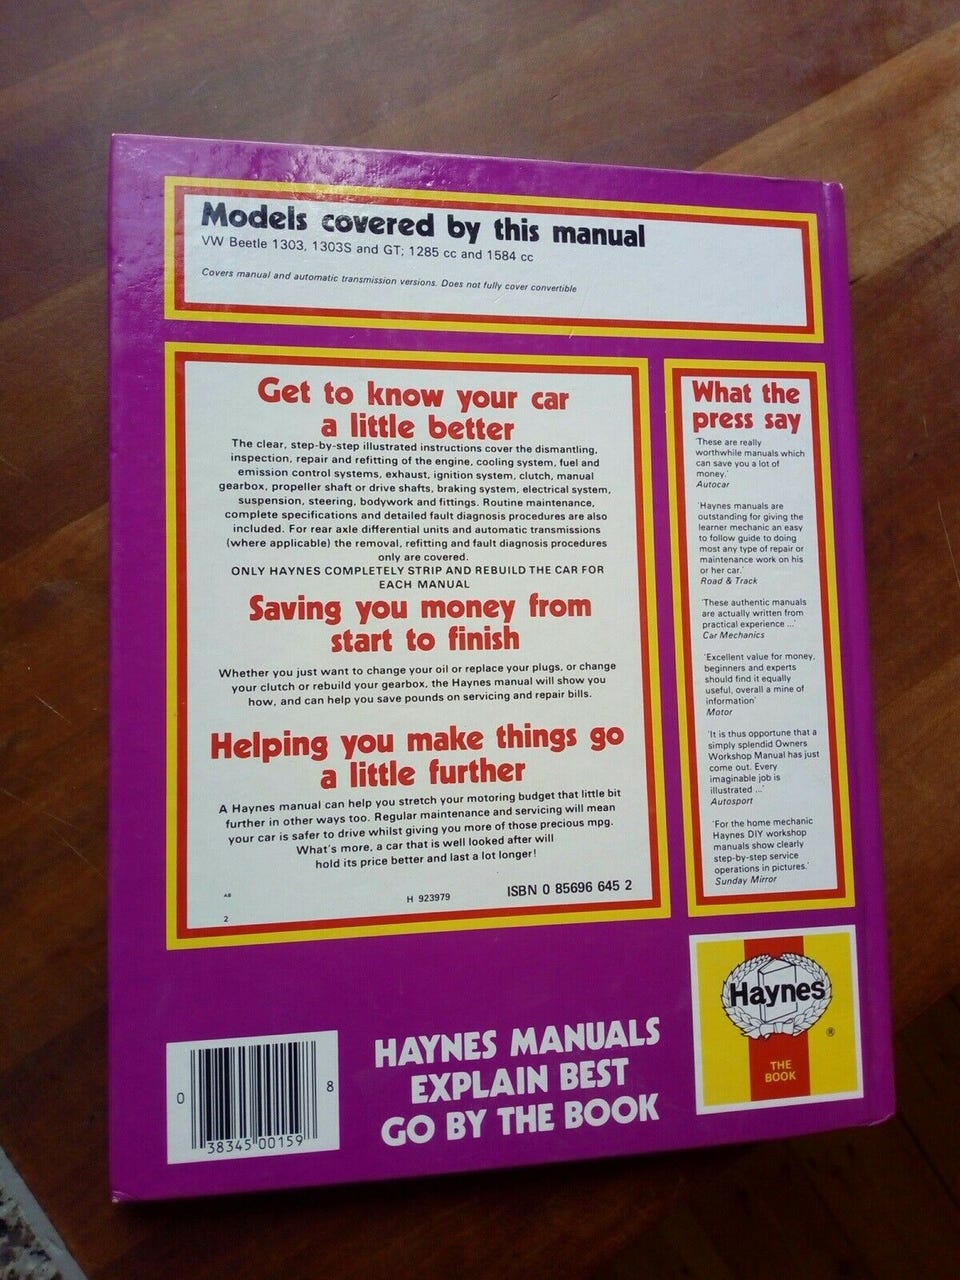 Models covered by this manual
VW Beetle 1303, 1303S and GT; 1285 cc and 1584 cc
Covers manual and automatic transmission versions. Does not fully cover convertible
Get to know your car
a little better
The clear, step-by-step illustrated instructions cover the dismantling,
inspection, repair and refitting of the engine, cooling system, fuel and
emission control systems, exhaust, ignition system, clutch, manual
gearbox, propeller shaft or drive shafts, braking system, electrical system,
suspension, steering, bodywork and fittings. Routine maintenance,
complete specifications and detailed fault diagnosis procedures are also
included. For rear axle differential units and automatic transmissions
(where applicable) the removal, refitting and fault diagnosis procedures
only are covered.
ONLY HAYNES COMPLETELY STRIP AND REBUILD THE CAR FOR
EACH MANUAL
Saving you money from
start to finish
Whether you just want to change your oil or replace your plugs, or change
your clutch or rebuild your gearbox, the Haynes manual will show you
how, and can help you save pounds on servicing and repair bills.
Helping you make things go
a little further
A Haynes manual can help you stretch your motoring budget that little bit
further in other ways too. Regular maintenance and servicing will mean
your car is safer to drive whilst giving you more of those precious mpg.
What's more, a car that is well looked after will
hold its price better and last a lot longer!
AB
2
H 923979
ISBN 0 85696 645 2
What the
press say
'These are really
worthwhile manuals which
can save you a lot of
money.'
Autocar
'Haynes manuals are
outstanding for giving the
learner mechanic an easy
to follow guide to doing
most any type of repair or
maintenance work on his
or her car.'
Road & Track
'These authentic manuals
are actually written from
practical experience ...'
Car Mechanics
'Excellent value for money,
beginners and experts
should find it equally
useful, overall a mine of
information'
Motor
'It is thus opportune that a
simply splendid Owners
Workshop Manual has just
come out. Every
imaginable job is
illustrated ...'
Autosport
'For the home mechanic
Haynes DIY workshop
manuals show clearly
step-by-step service
operations in pictures.'
Sunday Mirror
0 38345 00159 8
HAYNES MANUALS
EXPLAIN BEST
GO BY THE BOOK
Haynes
®
THE
BOOK